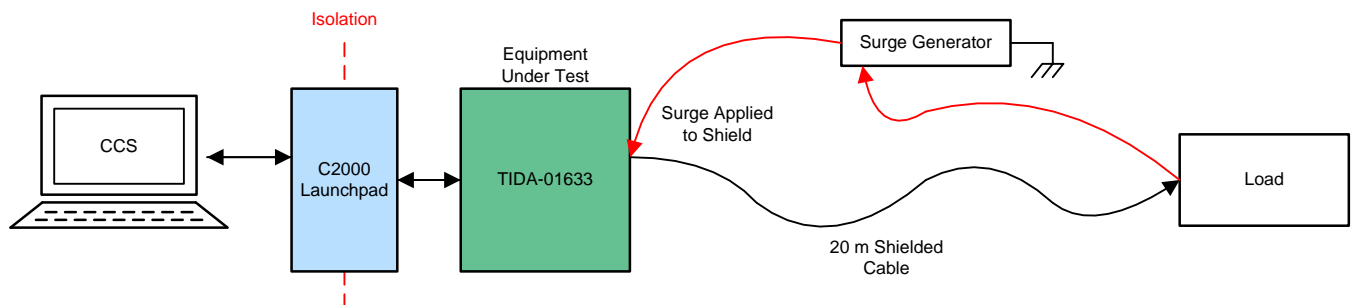 Isolation
Surge Generator
Equipment
Under Test
Surge Applied
to Shield
CCS
C2000
Launchpad
TIDA-01633
Load
20 m Shielded
Cable